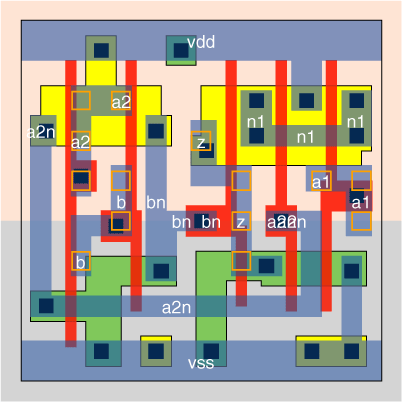 vdd
a2
n1 n1
a2n
n1
a2 z
a1
b bn a1
bn bn z a2n
b
a2n
vss